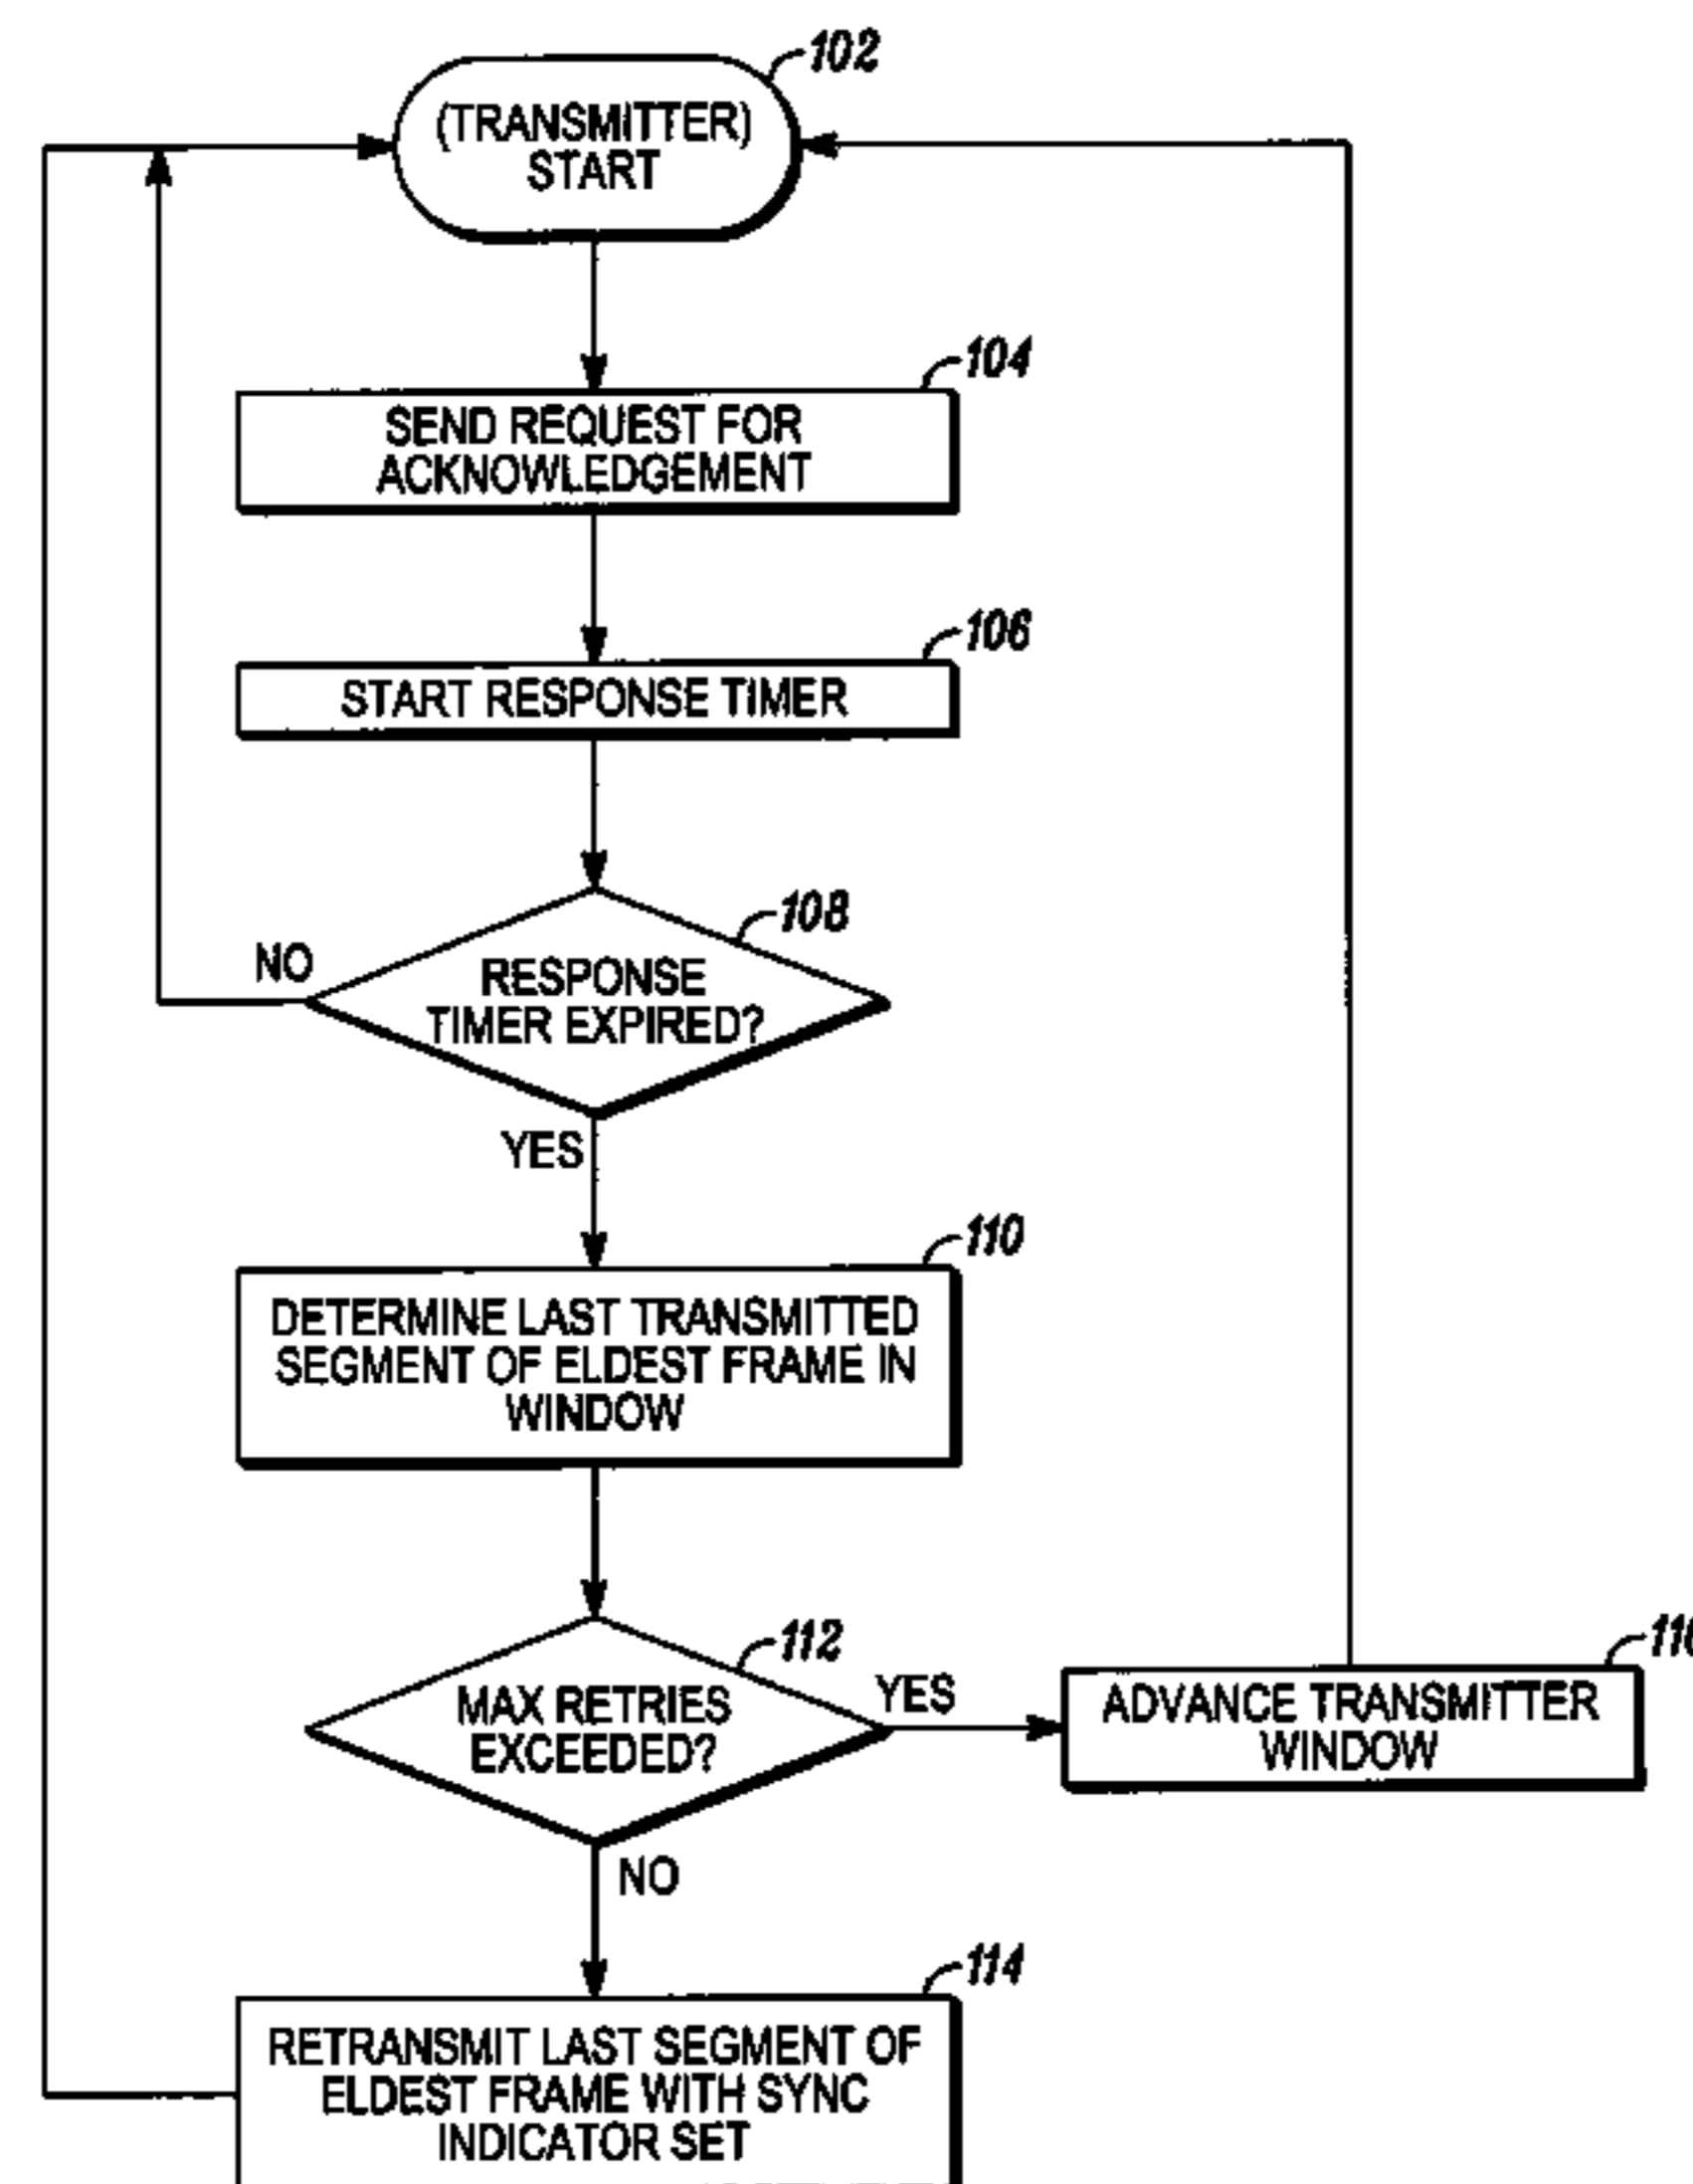 102
(TRANSMITTER)
START
104
SEND REQUEST FOR
ACKNOWLEDGEMENT
106
START RESPONSE TIMER
108
NO
RESPONSE
TIMER EXPIRED?
YES
110
DETERMINE LAST TRANSMITTED
SEGMENT OF ELDEST FRAME IN
WINDOW
112
MAX RETRIES
EXCEEDED?
YES
ADVANCE TRANSMITTER
WINDOW
NO
114
RETRANSMIT LAST SEGMENT OF
ELDEST FRAME WITH SYNC
INDICATOR SET